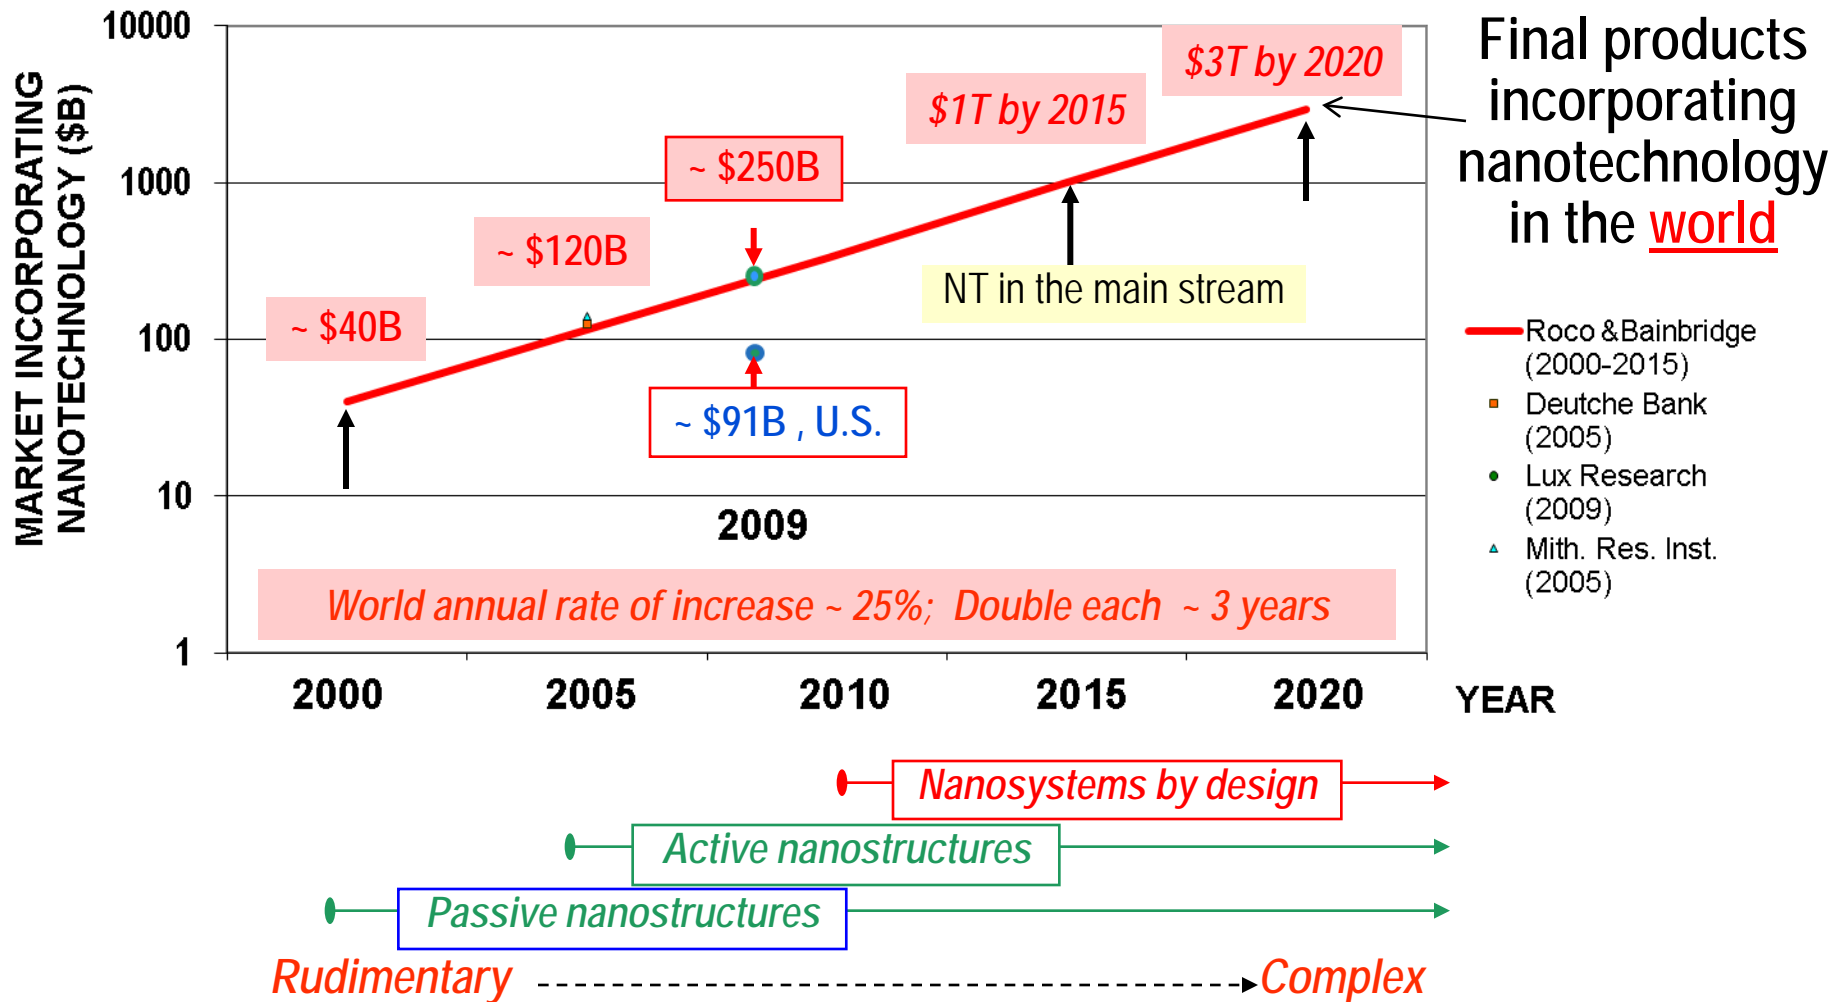 MARKET INCORPORATING
NANOTECHNOLOGY ($B)
10000
1000
100
10
1
~ $40B
~ $120B
~ $250B
$1T by 2015
$3T by 2020
NT in the main stream
~ $91B , U.S.
2009
World annual rate of increase ~ 25%; Double each ~ 3 years
2000 2005 2010 2015 2020 YEAR
Final products
incorporating
nanotechnology
in the world
Roco &Bainbridge
(2000-2015)
Deutche Bank
(2005)
Lux Research
(2009)
Mith. Res. Inst.
(2005)
Nanosystems by design
Active nanostructures
Passive nanostructures
Rudimentary Complex